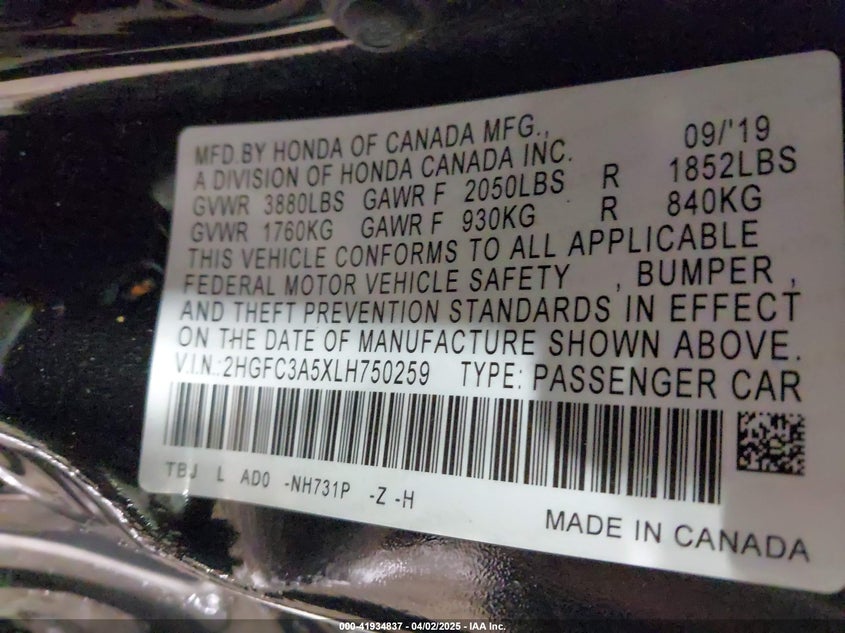 MFD.BY HONDA OF CANADA MFG., 09/'19
A DIVISION OF HONDA CANADA INC.
GVWR 3880LBS GAWR F 2050LBS R 1852LBS
GVWR 1760KG GAWR F 930KG R 840KG
THIS VEHICLE CONFORMS TO ALL APPLICABLE
FEDERAL MOTOR VEHICLE SAFETY , BUMPER ,
AND THEFT PREVENTION STANDARDS IN EFFECT
ON THE DATE OF MANUFACTURE SHOWN ABOVE.
V.I.N.:2HGFC3A5XLH750259 TYPE: PASSENGER CAR
TBJ L AD0 -NH731P -Z -H
MADE IN CANADA
000-41934837 - 04/02/2025 - IAA Inc.